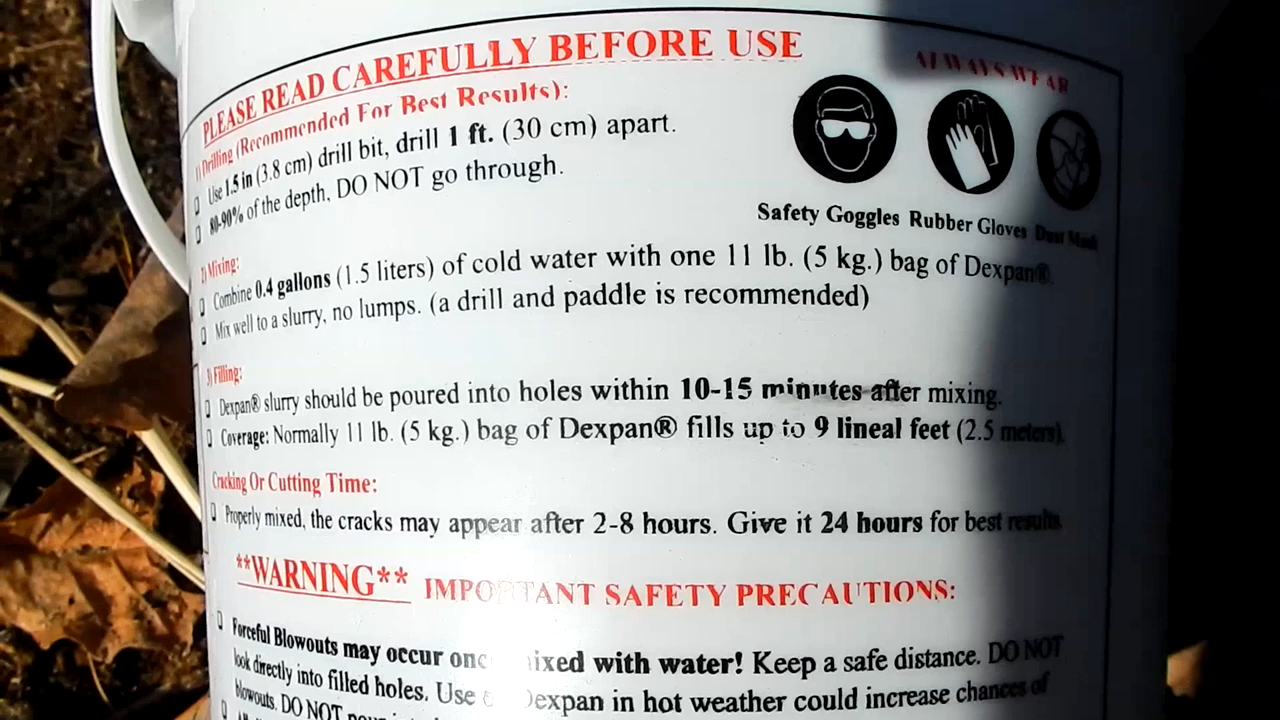 PLEASE READ CAREFULLY BEFORE USE
ALWAYS WEAR
1) Drilling (Recommended For Best Results):
Use 1.5 in (3.8 cm) drill bit, drill 1 ft. (30 cm) apart.
80-90% of the depth, DO NOT go through.
Safety Goggles Rubber Gloves Dust Mask
2) Mixing:
Combine 0.4 gallons (1.5 liters) of cold water with one 11 lb. (5 kg.) bag of Dexpan®.
Mix well to a slurry, no lumps. (a drill and paddle is recommended)
3) Filling:
Dexpan® slurry should be poured into holes within 10-15 minutes after mixing.
Coverage: Normally 11 lb. (5 kg.) bag of Dexpan® fills up to 9 lineal feet (2.5 meters).
Cracking Or Cutting Time:
Properly mixed, the cracks may appear after 2-8 hours. Give it 24 hours for best results
**WARNING** IMPORTANT SAFETY PRECAUTIONS:
Forceful Blowouts may occur once mixed with water! Keep a safe distance. DO NOT
look directly into filled holes. Use Dexpan in hot weather could increase chances of
blowouts. DO NOT